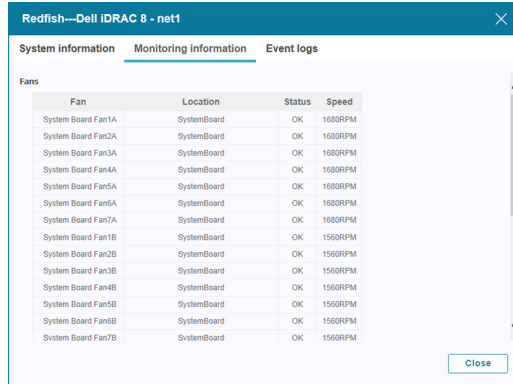 Redfish---Dell iDRAC 8 - net1
System information Monitoring information Event logs
Fans
Fan Location Status Speed
System Board Fan1A SystemBoard OK 1680RPM
System Board Fan2A SystemBoard OK 1680RPM
System Board Fan3A SystemBoard OK 1680RPM
System Board Fan4A SystemBoard OK 1680RPM
System Board Fan5A SystemBoard OK 1680RPM
System Board Fan6A SystemBoard OK 1680RPM
System Board Fan7A SystemBoard OK 1680RPM
System Board Fan1B SystemBoard OK 1560RPM
System Board Fan2B SystemBoard OK 1560RPM
System Board Fan3B SystemBoard OK 1560RPM
System Board Fan4B SystemBoard OK 1560RPM
System Board Fan5B SystemBoard OK 1560RPM
System Board Fan6B SystemBoard OK 1560RPM
System Board Fan7B SystemBoard OK 1560RPM
Close